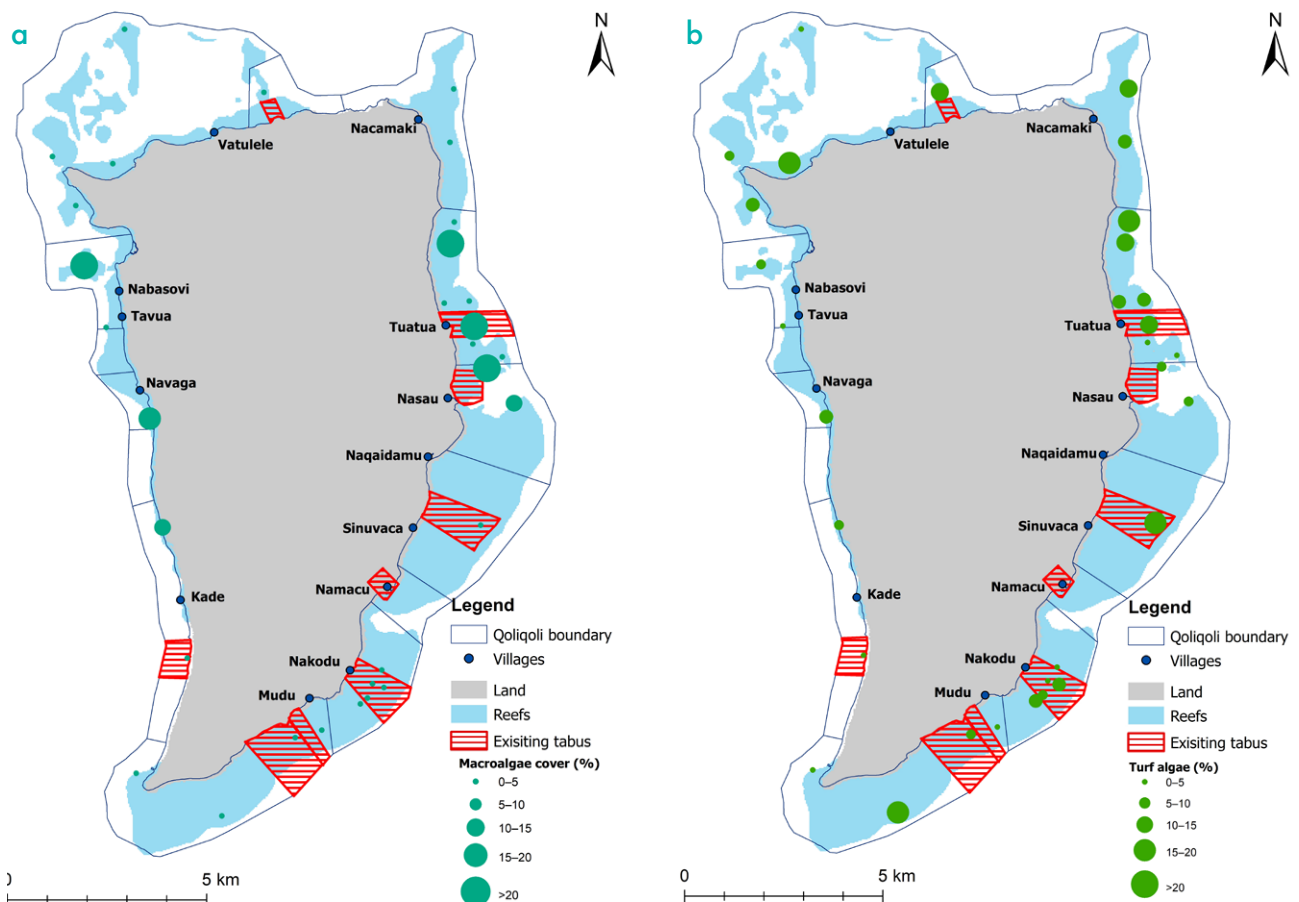 a
N
Nacamaki
Vatulele
Nabasovi
Tavua
Tuatua
Navaga
Nasau
Naqaidamu
Sinuvaca
Namacu
Kade
Nakodu
Mudu
Legend
Qoliqoli boundary
Villages
Land
Reefs
Exisiting tabus
Macroalgae cover (%)
0–5
5–10
10–15
15–20
>20
0
5 km
b
N
Nacamaki
Vatulele
Nabasovi
Tavua
Tuatua
Navaga
Nasau
Naqaidamu
Sinuvaca
Namacu
Kade
Nakodu
Mudu
Legend
Qoliqoli boundary
Villages
Land
Reefs
Exisiting tabus
Turf algae (%)
0–5
5–10
10–15
15–20
>20
0
5 km